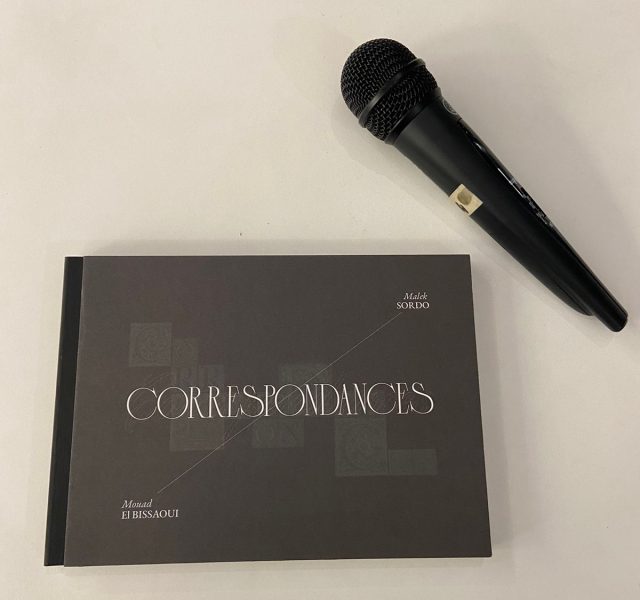 Malek
SORDO
CORRESPONDANCES
Mouad
El BISSAOUI